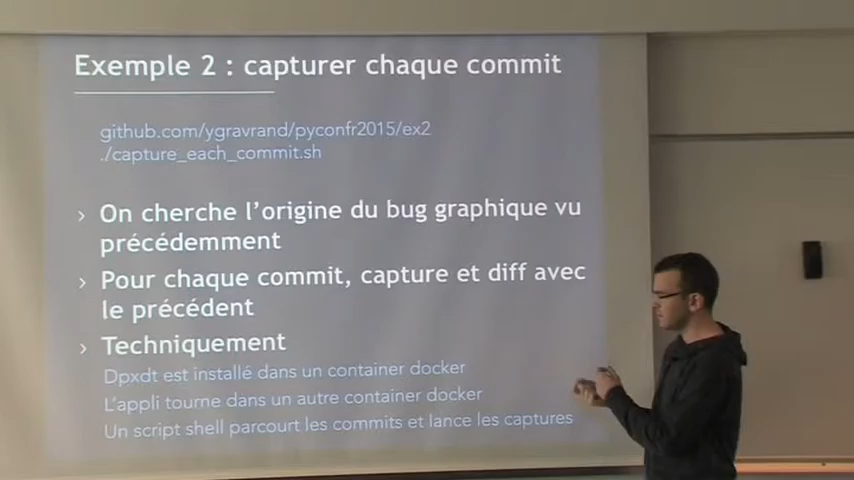 Exemple 2 : capturer chaque commit
github.com/ygravrand/pyconfr2015/ex2
./capture_each_commit.sh
› On cherche l'origine du bug graphique vu
précédemment
› Pour chaque commit, capture et diff avec
le précédent
› Techniquement
Dpxdt est installé dans un container docker
L'appli tourne dans un autre container docker
Un script shell parcourt les commits et lance les captures